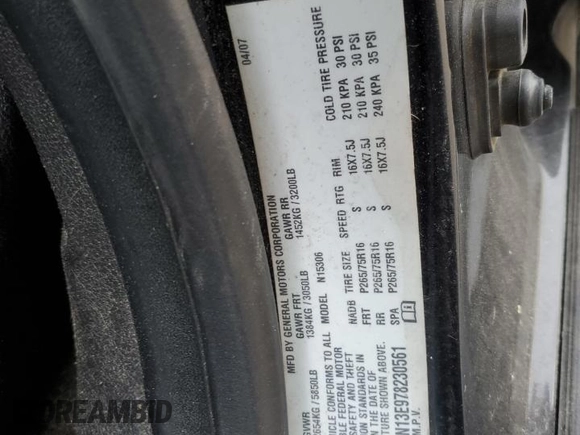 04/07
MFD BY GENERAL MOTORS CORPORATION
GVWR GAWR FRT GAWR RR
2654KG/5850LB 1384KG/3050LB 1452KG/3200LB
VEHICLE CONFORMS TO ALL MODEL N15306
FEDERAL MOTOR
SAFETY AND THEFT
STANDARDS IN
THE DATE OF
SHOWN ABOVE.
N13E978230561
M.P.V.
NADB TIRE SIZE SPEED RTG RIM COLD TIRE PRESSURE
FRT P265/75R16 S 16X7.5J 210 KPA 30 PSI
RR P265/75R16 S 16X7.5J 210 KPA 30 PSI
SPA P265/75R16 S 16X7.5J 240 KPA 35 PSI
DREAMBID